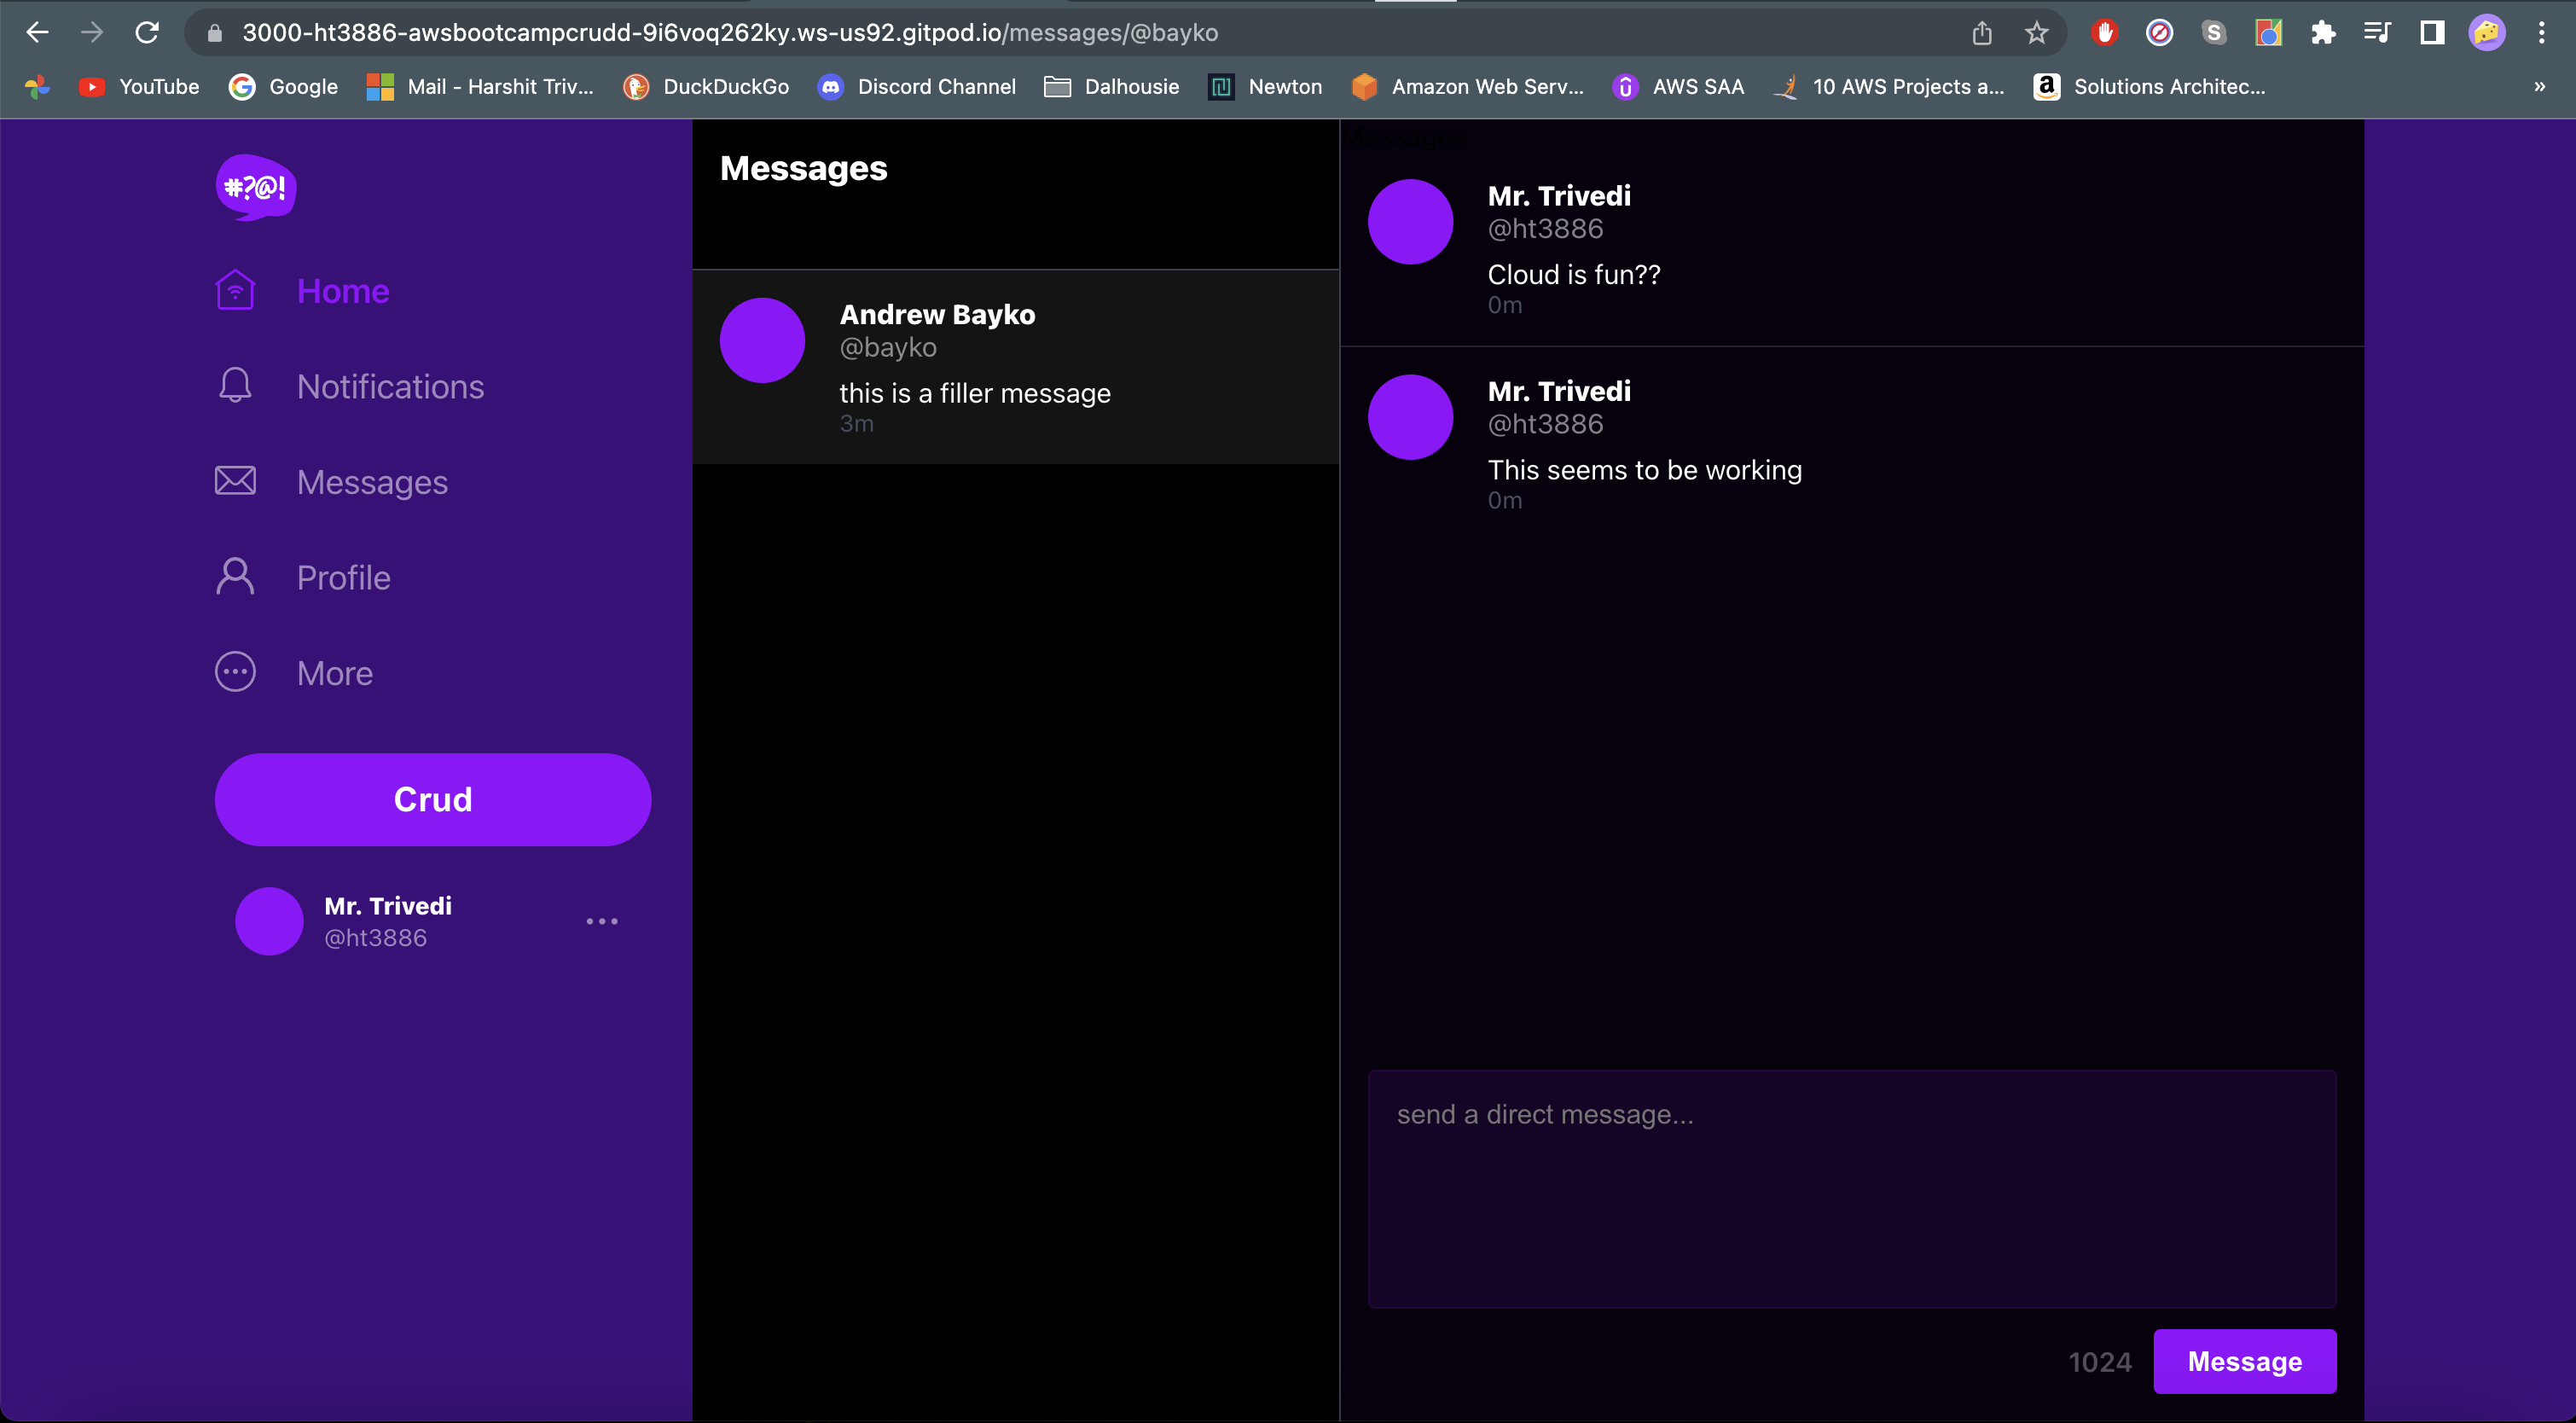 3000-ht3886-awsbootcampcrudd-9i6voq262ky.ws-us92.gitpod.io/messages/@bayko
S
YouTube
Google
Mail - Harshit Triv...
DuckDuckGo
Discord Channel
Dalhousie
Newton
Amazon Web Serv...
AWS SAA
10 AWS Projects a...
Solutions Architec...
»
#?@!
Home
Notifications
Messages
Profile
More
Crud
Mr. Trivedi
@ht3886
Messages
Andrew Bayko
@bayko
this is a filler message
3m
Messages
Mr. Trivedi
@ht3886
Cloud is fun??
0m
Mr. Trivedi
@ht3886
This seems to be working
0m
send a direct message...
1024
Message